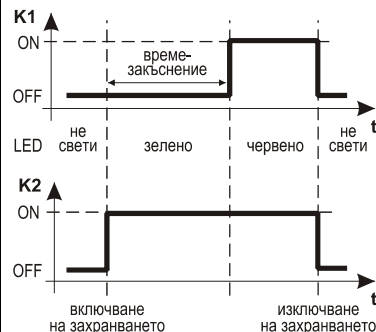 K1
ON
време-
закъснение
OFF
t
LED не свети зелено червено не свети
K2
ON
OFF
t
включване
на захранването
изключване
на захранването